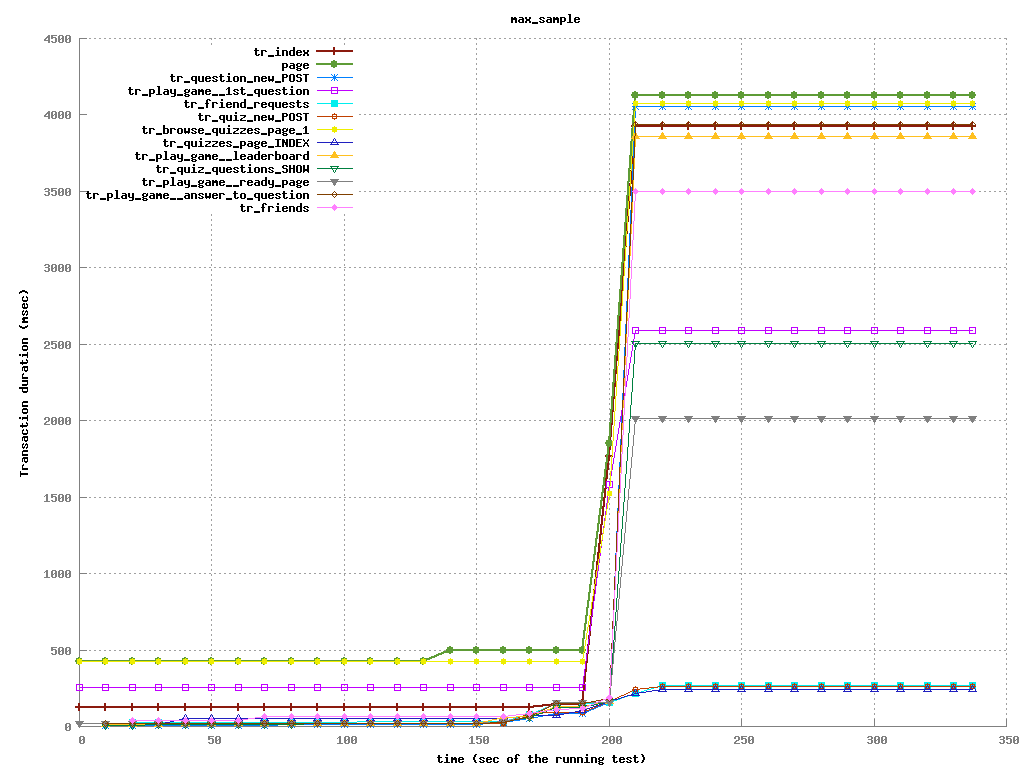 max_sample
4500
4000
3500
3000
2500
2000
1500
1000
500
0
Transaction duration (msec)
tr_index
page
tr_question_new_POST
tr_play_game__1st_question
tr_friend_requests
tr_quiz_new_POST
tr_browse_quizzes_page_1
tr_quizzes_page_INDEX
tr_play_game__leaderboard
tr_quiz_questions_SHOW
tr_play_game__ready_page
tr_play_game__answer_to_question
tr_friends
0 50 100 150 200 250 300 350
time (sec of the running test)